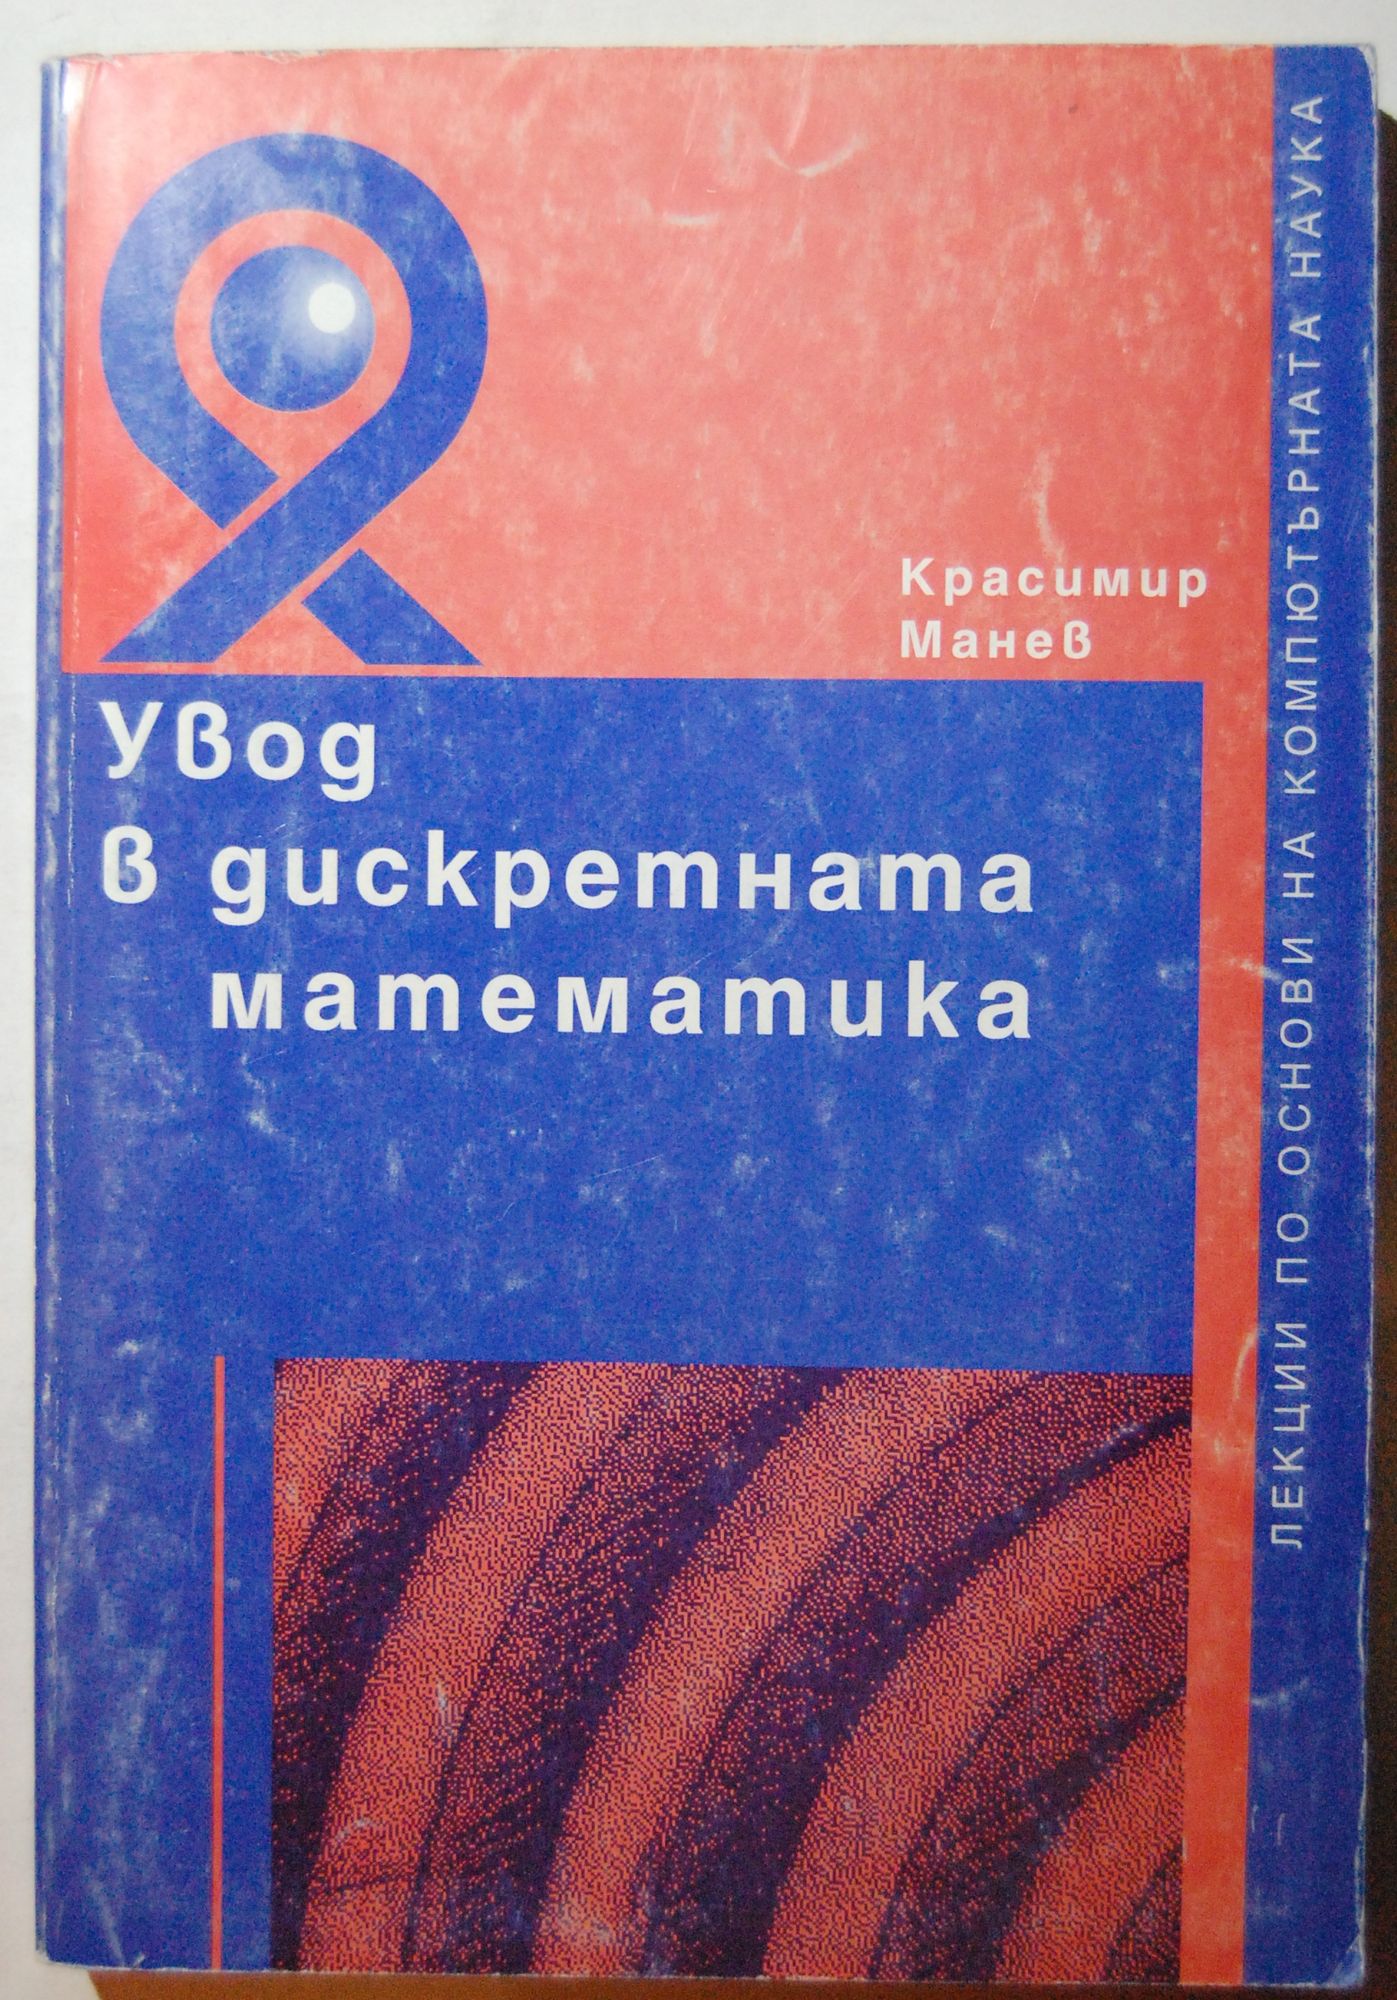 Красимир
Манев
Увод
в дискретната
математика
ЛЕКЦИИ ПО ОСНОВИ НА КОМПЮТЪРНАТА НАУКА